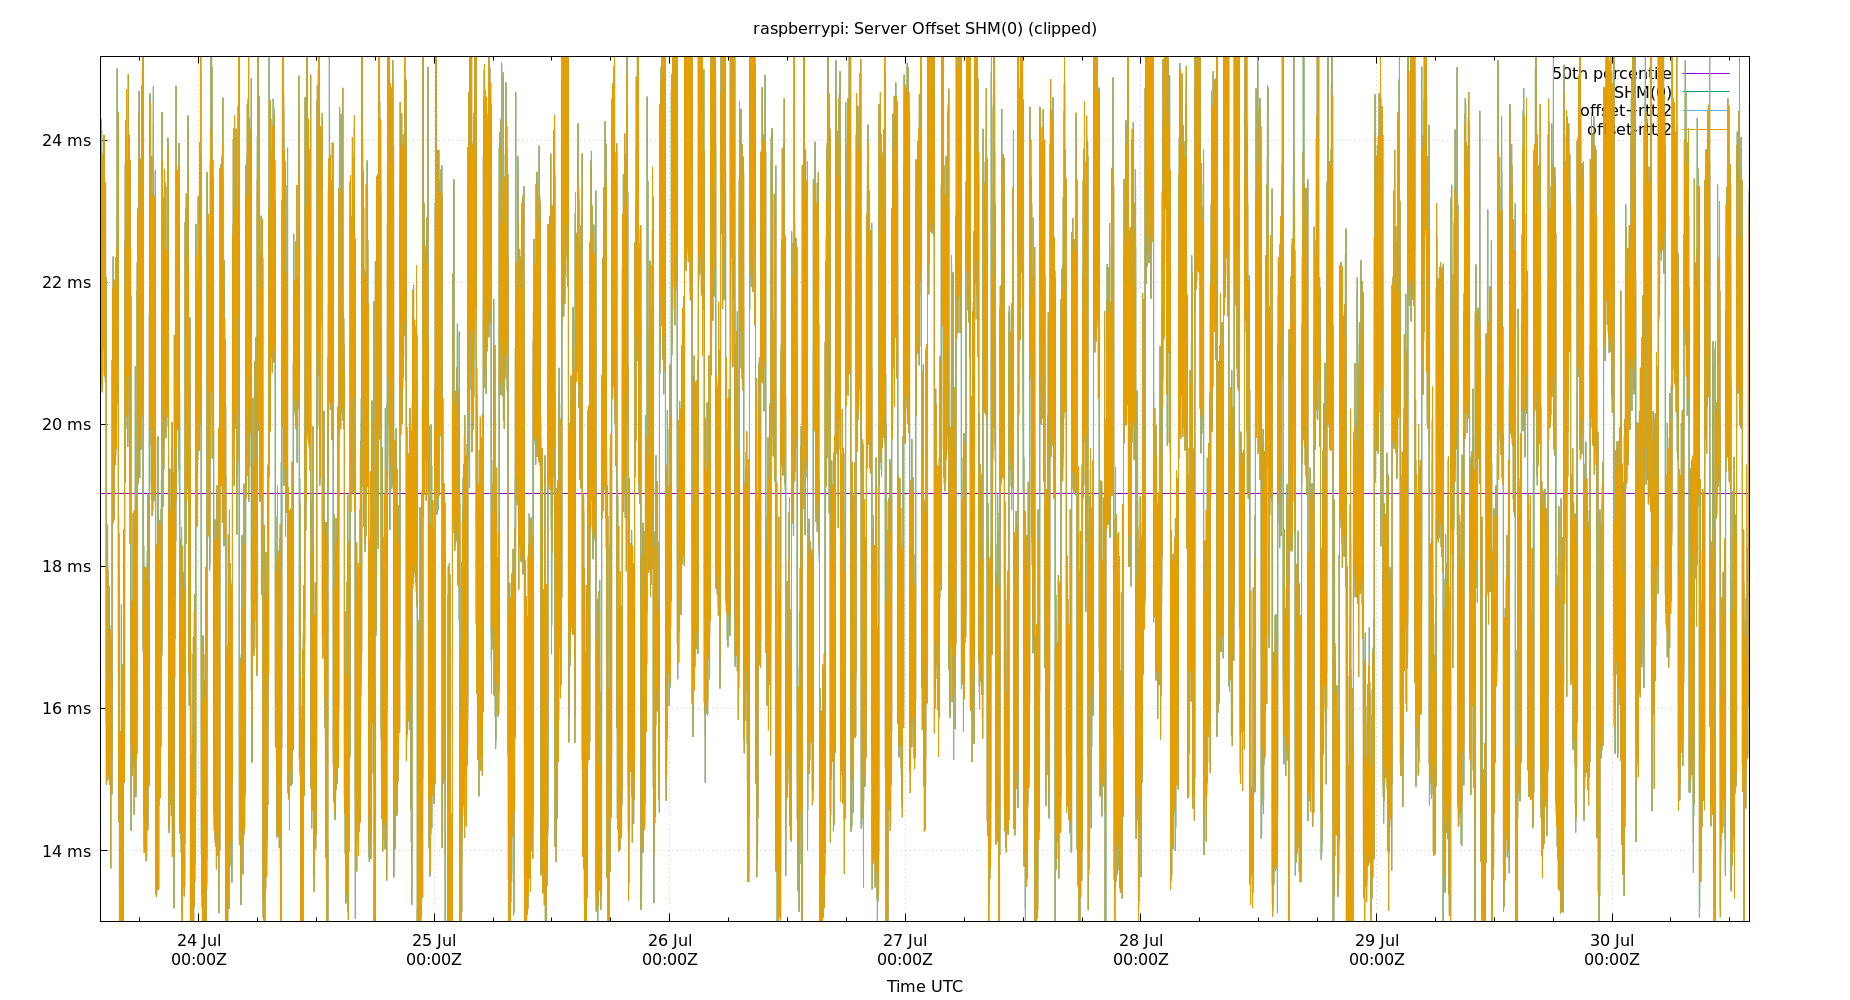 raspberrypi: Server Offset SHM(0) (clipped)
50th percentile
SHM(0)
offset+rtt/2
offset-rtt/2
24 ms
22 ms
20 ms
18 ms
16 ms
14 ms
24 Jul 25 Jul 26 Jul 27 Jul 28 Jul 29 Jul 30 Jul
00:00Z 00:00Z 00:00Z 00:00Z 00:00Z 00:00Z 00:00Z
Time UTC